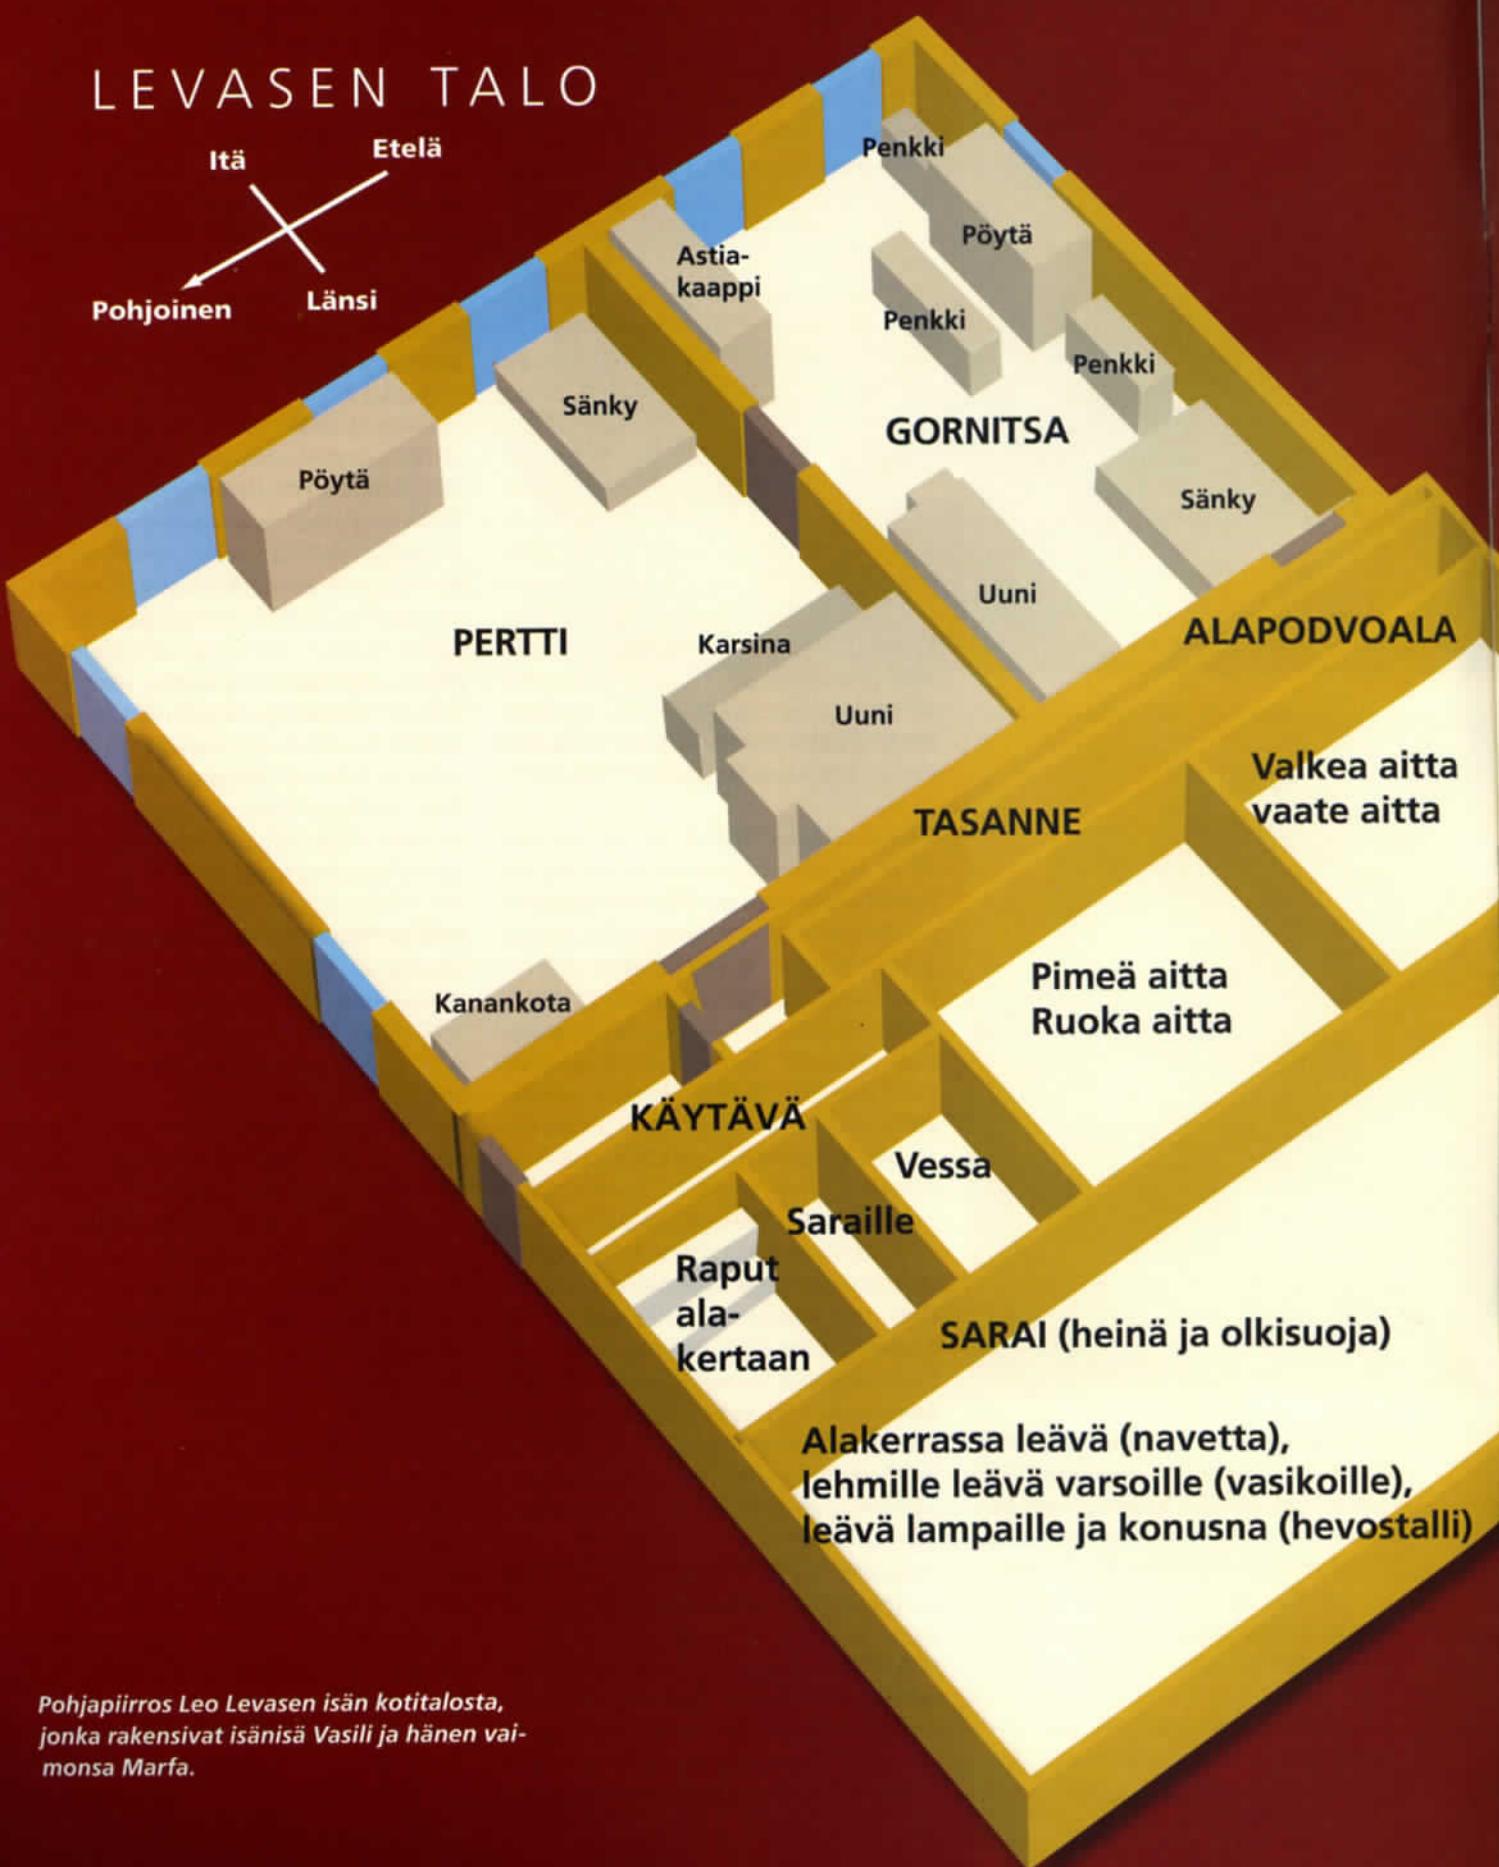 LEVASEN TALO
Itä
Etelä
Pohjoinen
Länsi
Penkki
Pöytä
Astia-
kaappi
Penkki
Penkki
Sänky
GORNITSA
Pöytä
Sänky
Uuni
PERTTI
Karsina
ALAPODVOALA
Uuni
Valkea aitta
vaate aitta
TASANNE
Pimeä aitta
Ruoka aitta
Kanankota
KÄYTÄVÄ
Vessa
Saraille
Raput
ala-
kertaan
SARAI (heinä ja olkisuoja)
Alakerrassa leävä (navetta),
lehmille leävä varsoille (vasikoille),
leävä lampaille ja konusna (hevostalli)
Pohjapiirros Leo Levasen isän kotitalosta,
jonka rakensivat isänisä Vasili ja hänen vai-
monsa Marfa.